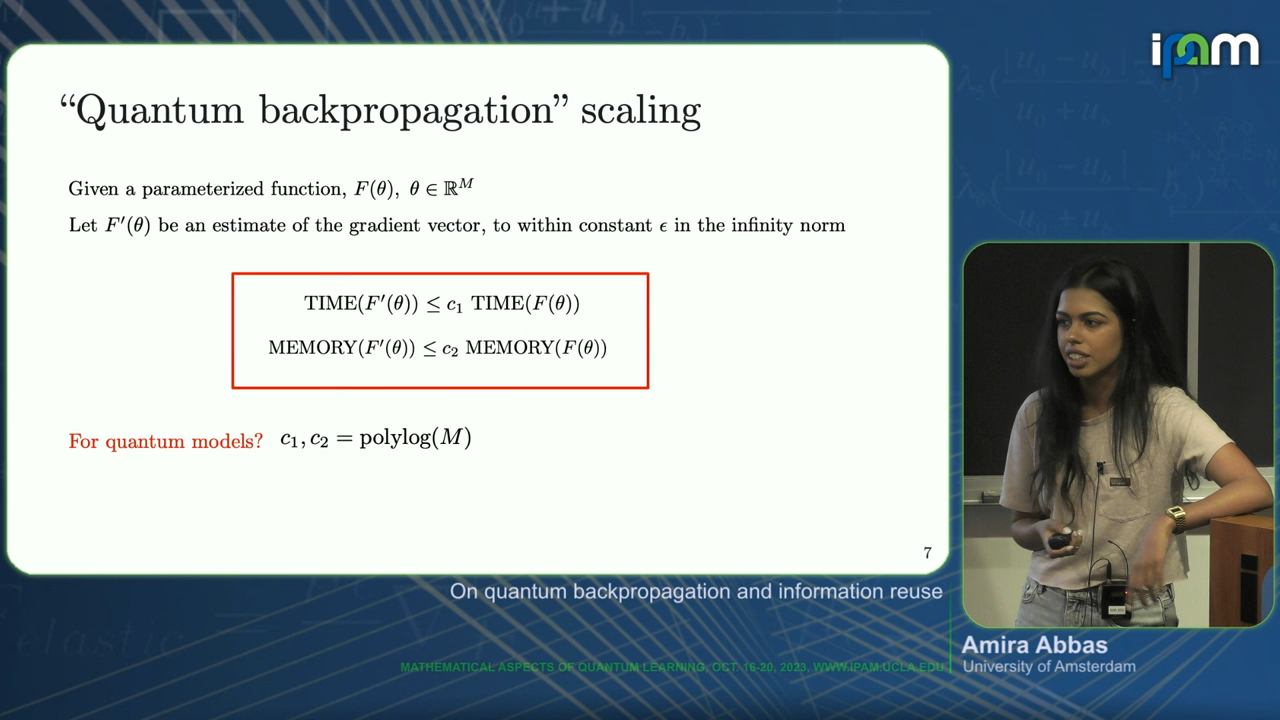 ipam
“Quantum backpropagation” scaling
Given a parameterized function, F(θ), θ ∈ ℝ^M
Let F′(θ) be an estimate of the gradient vector, to within constant ϵ in the infinity norm
TIME(F′(θ)) ≤ c₁ TIME(F(θ))
MEMORY(F′(θ)) ≤ c₂ MEMORY(F(θ))
For quantum models? c₁, c₂ = polylog(M)
7
On quantum backpropagation and information reuse
Amira Abbas
University of Amsterdam
MATHEMATICAL ASPECTS OF QUANTUM LEARNING, OCT. 16-20, 2023, WWW.IPAM.UCLA.EDU